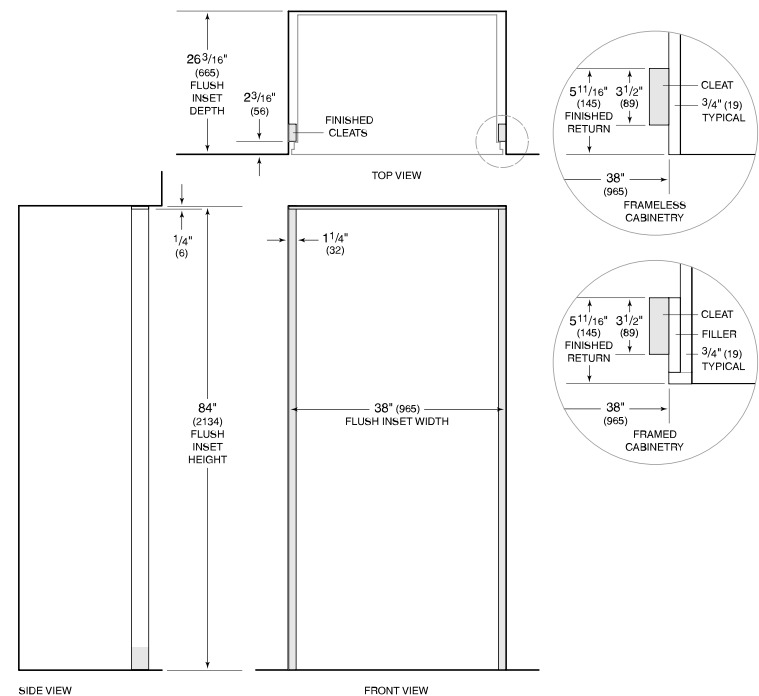 26 3/16"
(665)
FLUSH
INSET
DEPTH
2 3/16"
(56)
FINISHED
CLEATS
TOP VIEW
5 11/16"
(145)
FINISHED
RETURN
3 1/2"
(89)
CLEAT
3/4" (19)
TYPICAL
38"
(965)
FRAMELESS
CABINETRY
1/4"
(6)
1 1/4"
(32)
84"
(2134)
FLUSH
INSET
HEIGHT
38" (965)
FLUSH INSET WIDTH
5 11/16"
(145)
FINISHED
RETURN
3 1/2"
(89)
CLEAT
FILLER
3/4" (19)
TYPICAL
38"
(965)
FRAMED
CABINETRY
SIDE VIEW
FRONT VIEW